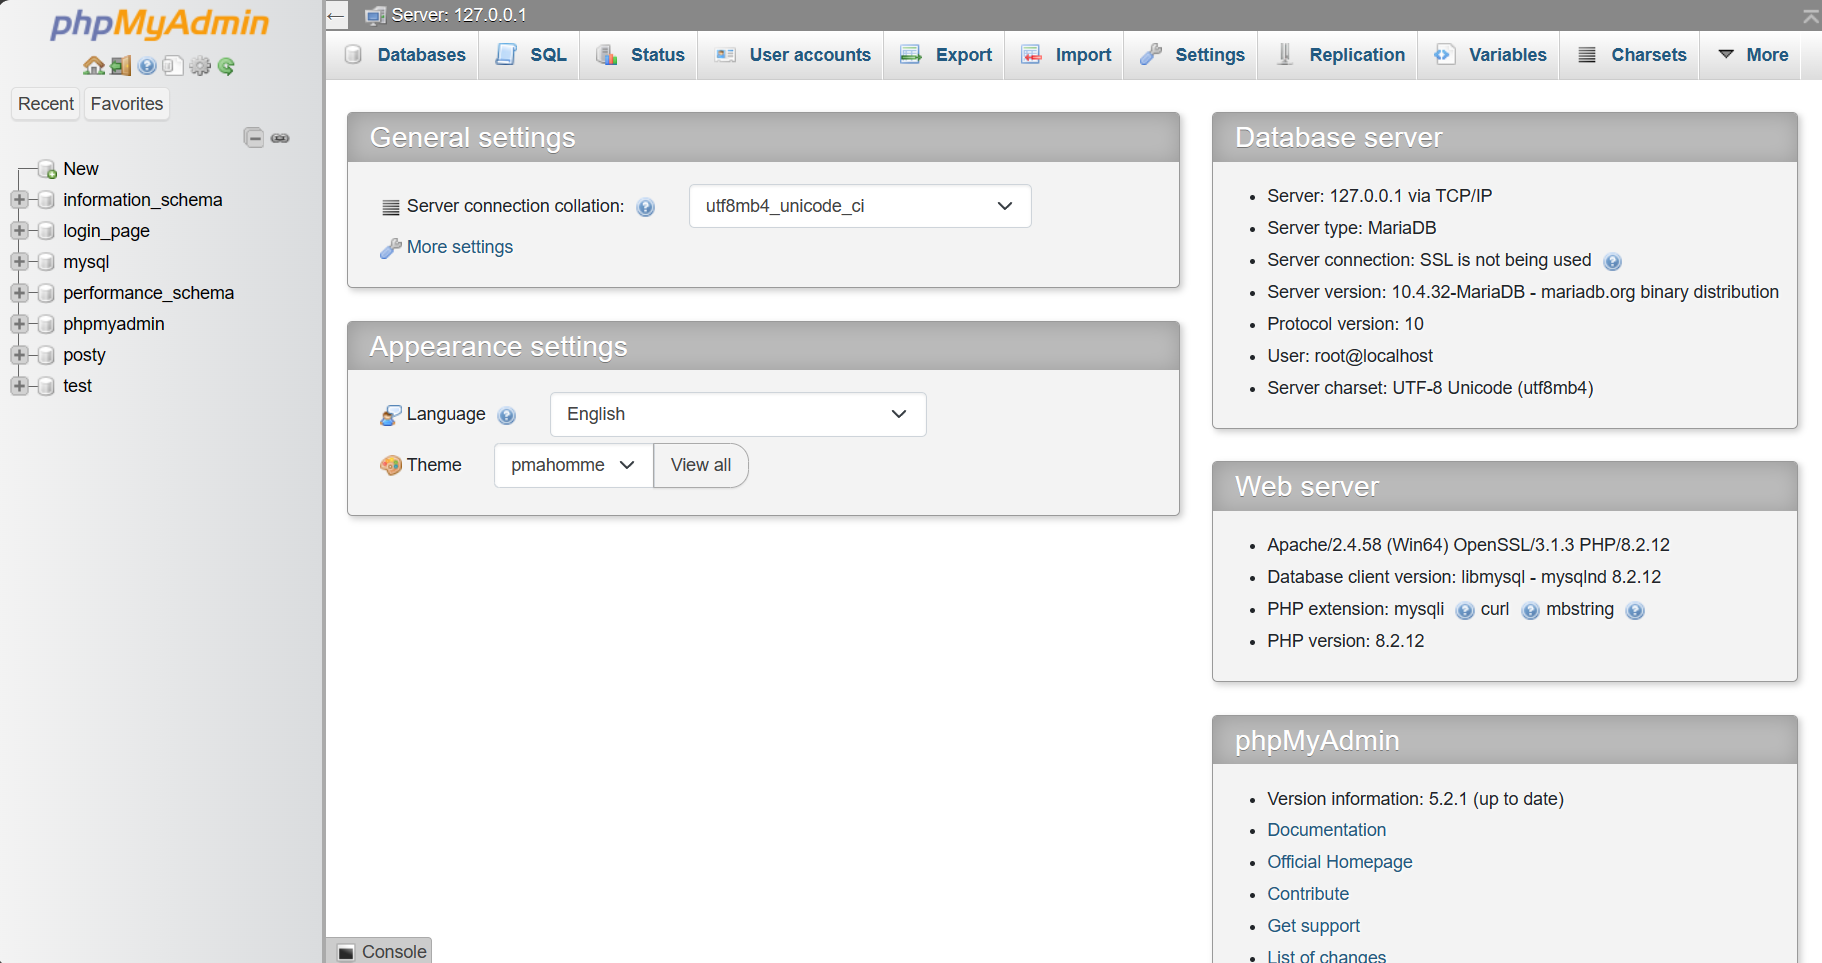 phpMyAdmin
Recent Favorites
New
information_schema
login_page
mysql
performance_schema
phpmyadmin
posty
test
Server: 127.0.0.1
Databases SQL Status User accounts Export Import Settings Replication Variables Charsets More
General settings
Server connection collation: utf8mb4_unicode_ci
More settings
Appearance settings
Language English
Theme pmahomme View all
Database server
Server: 127.0.0.1 via TCP/IP
Server type: MariaDB
Server connection: SSL is not being used
Server version: 10.4.32-MariaDB - mariadb.org binary distribution
Protocol version: 10
User: root@localhost
Server charset: UTF-8 Unicode (utf8mb4)
Web server
Apache/2.4.58 (Win64) OpenSSL/3.1.3 PHP/8.2.12
Database client version: libmysql - mysqlnd 8.2.12
PHP extension: mysqli curl mbstring
PHP version: 8.2.12
phpMyAdmin
Version information: 5.2.1 (up to date)
Documentation
Official Homepage
Contribute
Get support
List of changes
Console